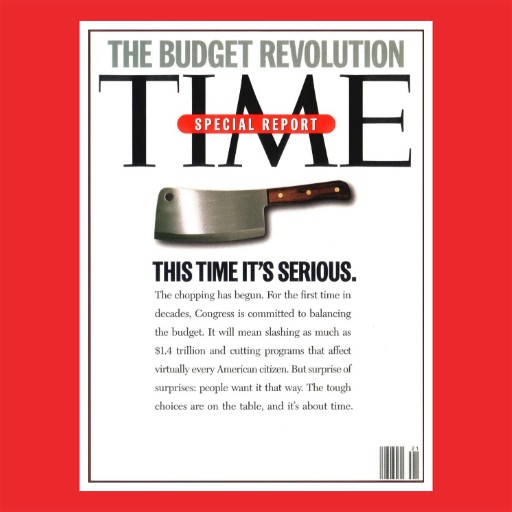 THE BUDGET REVOLUTION
TIME
SPECIAL REPORT
THIS TIME IT'S SERIOUS.
The chopping has begun. For the first time in
decades, Congress is committed to balancing
the budget. It will mean slashing as much as
$1.4 trillion and cutting programs that affect
virtually every American citizen. But surprise of
surprises: people want it that way. The tough
choices are on the table, and it's about time.
21